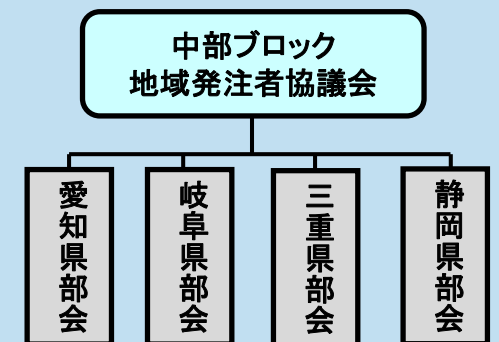 中部ブロック
地域発注者協議会
愛知県部会
岐阜県部会
三重県部会
静岡県部会